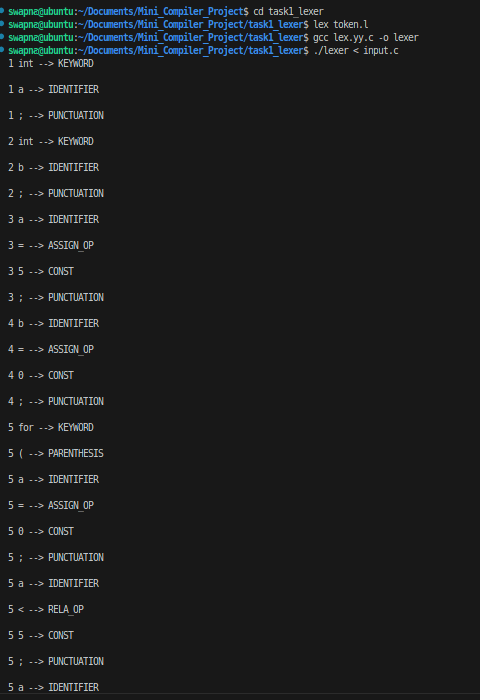 swapnz@ubuntu:~/Documents/Mini_Compiler_Project$ cd task1_lexer
swapnz@ubuntu:~/Documents/Mini_Compiler_Project/task1_lexer$ lex token.l
swapnz@ubuntu:~/Documents/Mini_Compiler_Project/task1_lexer$ gcc lex.yy.c -o lexer
swapnz@ubuntu:~/Documents/Mini_Compiler_Project/task1_lexer$ ./lexer < input.c
1 int --> KEYWORD
1 a --> IDENTIFIER
1 ; --> PUNCTUATION
2 int --> KEYWORD
2 b --> IDENTIFIER
2 ; --> PUNCTUATION
3 a --> IDENTIFIER
3 = --> ASSIGN_OP
3 5 --> CONST
3 ; --> PUNCTUATION
4 b --> IDENTIFIER
4 = --> ASSIGN_OP
4 0 --> CONST
4 ; --> PUNCTUATION
5 for --> KEYWORD
5 ( --> PARENTHESIS
5 a --> IDENTIFIER
5 = --> ASSIGN_OP
5 0 --> CONST
5 ; --> PUNCTUATION
5 a --> IDENTIFIER
5 < --> RELA_OP
5 5 --> CONST
5 ; --> PUNCTUATION
5 a --> IDENTIFIER